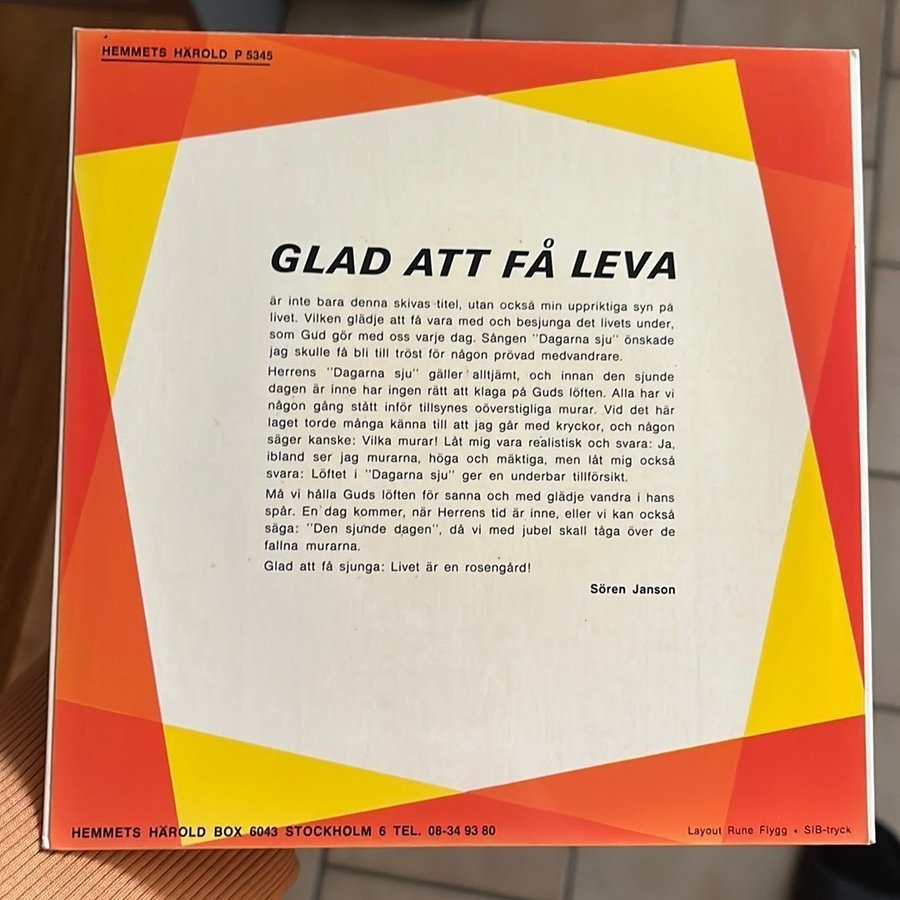 HEMMETS HÄROLD P 5345
GLAD ATT FÅ LEVA
är inte bara denna skivas titel, utan också min uppriktiga syn på
livet. Vilken glädje att få vara med och besjunga det livets under,
som Gud gör med oss varje dag. Sången "Dagarna sju" önskade
jag skulle få bli till tröst för någon prövad medvandrare.
Herrens "Dagarna sju" gäller alltjämt, och innan den sjunde
dagen är inne har ingen rätt att klaga på Guds löften. Alla har vi
någon gång stått inför tillsynes oöverstigliga murar. Vid det här
laget torde många känna till att jag går med kryckor, och någon
säger kanske: Vilka murar! Låt mig vara realistisk och svara: Ja,
ibland ser jag murarna, höga och mäktiga, men låt mig också
svara: Löftet i "Dagarna sju" ger en underbar tillförsikt.
Må vi hålla Guds löften för sanna och med glädje vandra i hans
spår. En dag kommer, när Herrens tid är inne, eller vi kan också
säga: "Den sjunde dagen", då vi med jubel skall tåga över de
fallna murarna.
Glad att få sjunga: Livet är en rosengård!
Sören Janson
HEMMETS HÄROLD BOX 6043 STOCKHOLM 6 TEL. 08-34 93 80
Layout Rune Flygg • SIB-tryck